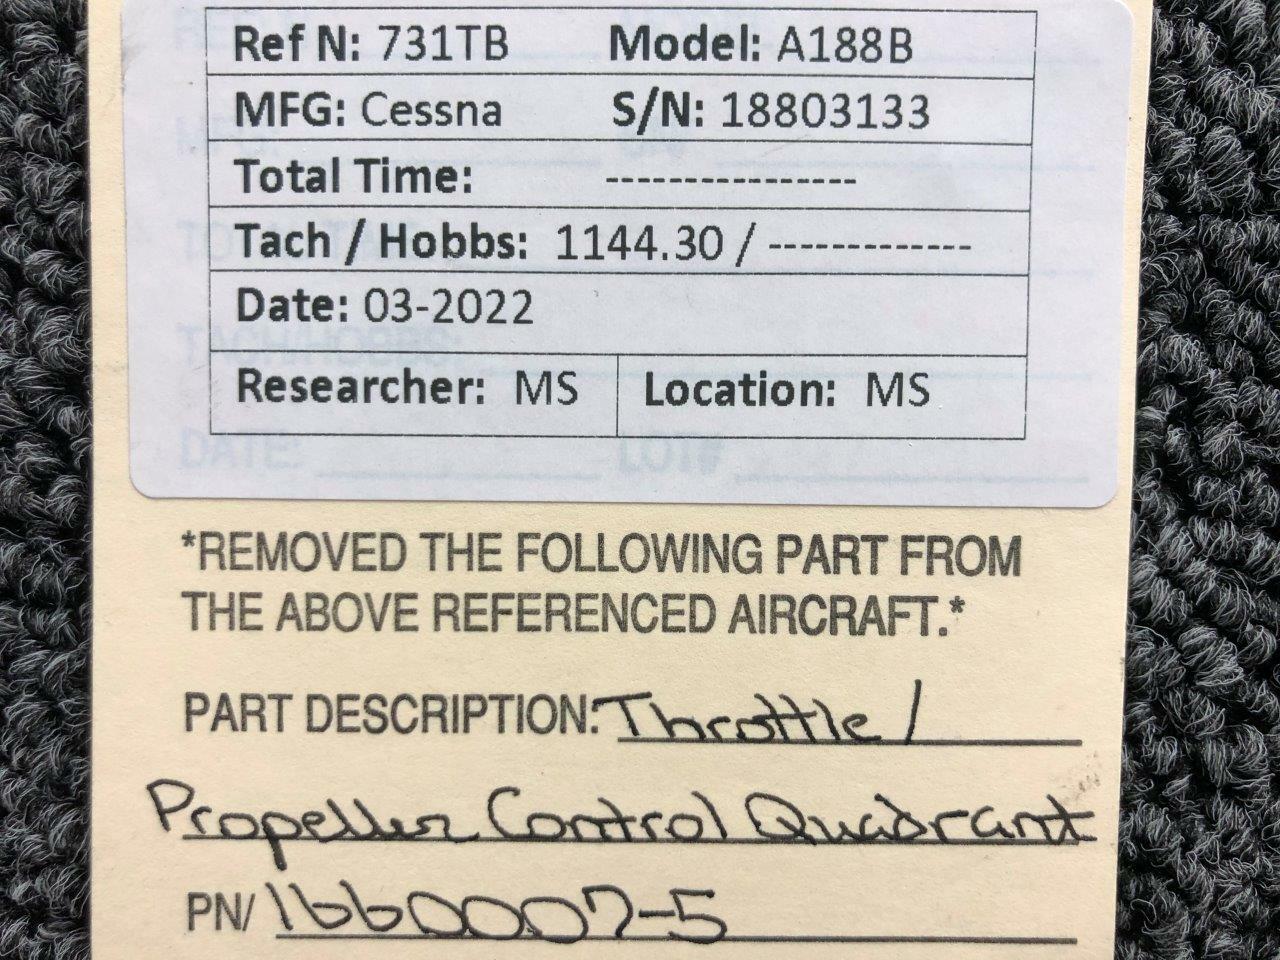 Ref N: 731TB Model: A188B
MFG: Cessna S/N: 18803133
Total Time: ----------------
Tach / Hobbs: 1144.30 / -------------
Date: 03-2022
Researcher: MS Location: MS
*REMOVED THE FOLLOWING PART FROM
THE ABOVE REFERENCED AIRCRAFT.*
PART DESCRIPTION: Throttle /
Propeller Control Quadrant
PN/ 1660007-5